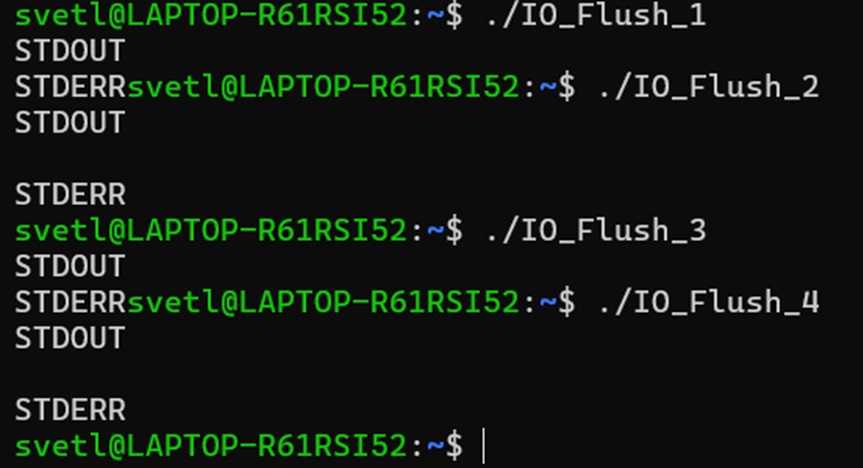 svetl@LAPTOP-R61RSI52:~$ ./IO_Flush_1
STDOUT
STDERRsvetl@LAPTOP-R61RSI52:~$ ./IO_Flush_2
STDOUT

STDERR
svetl@LAPTOP-R61RSI52:~$ ./IO_Flush_3
STDOUT
STDERRsvetl@LAPTOP-R61RSI52:~$ ./IO_Flush_4
STDOUT

STDERR
svetl@LAPTOP-R61RSI52:~$